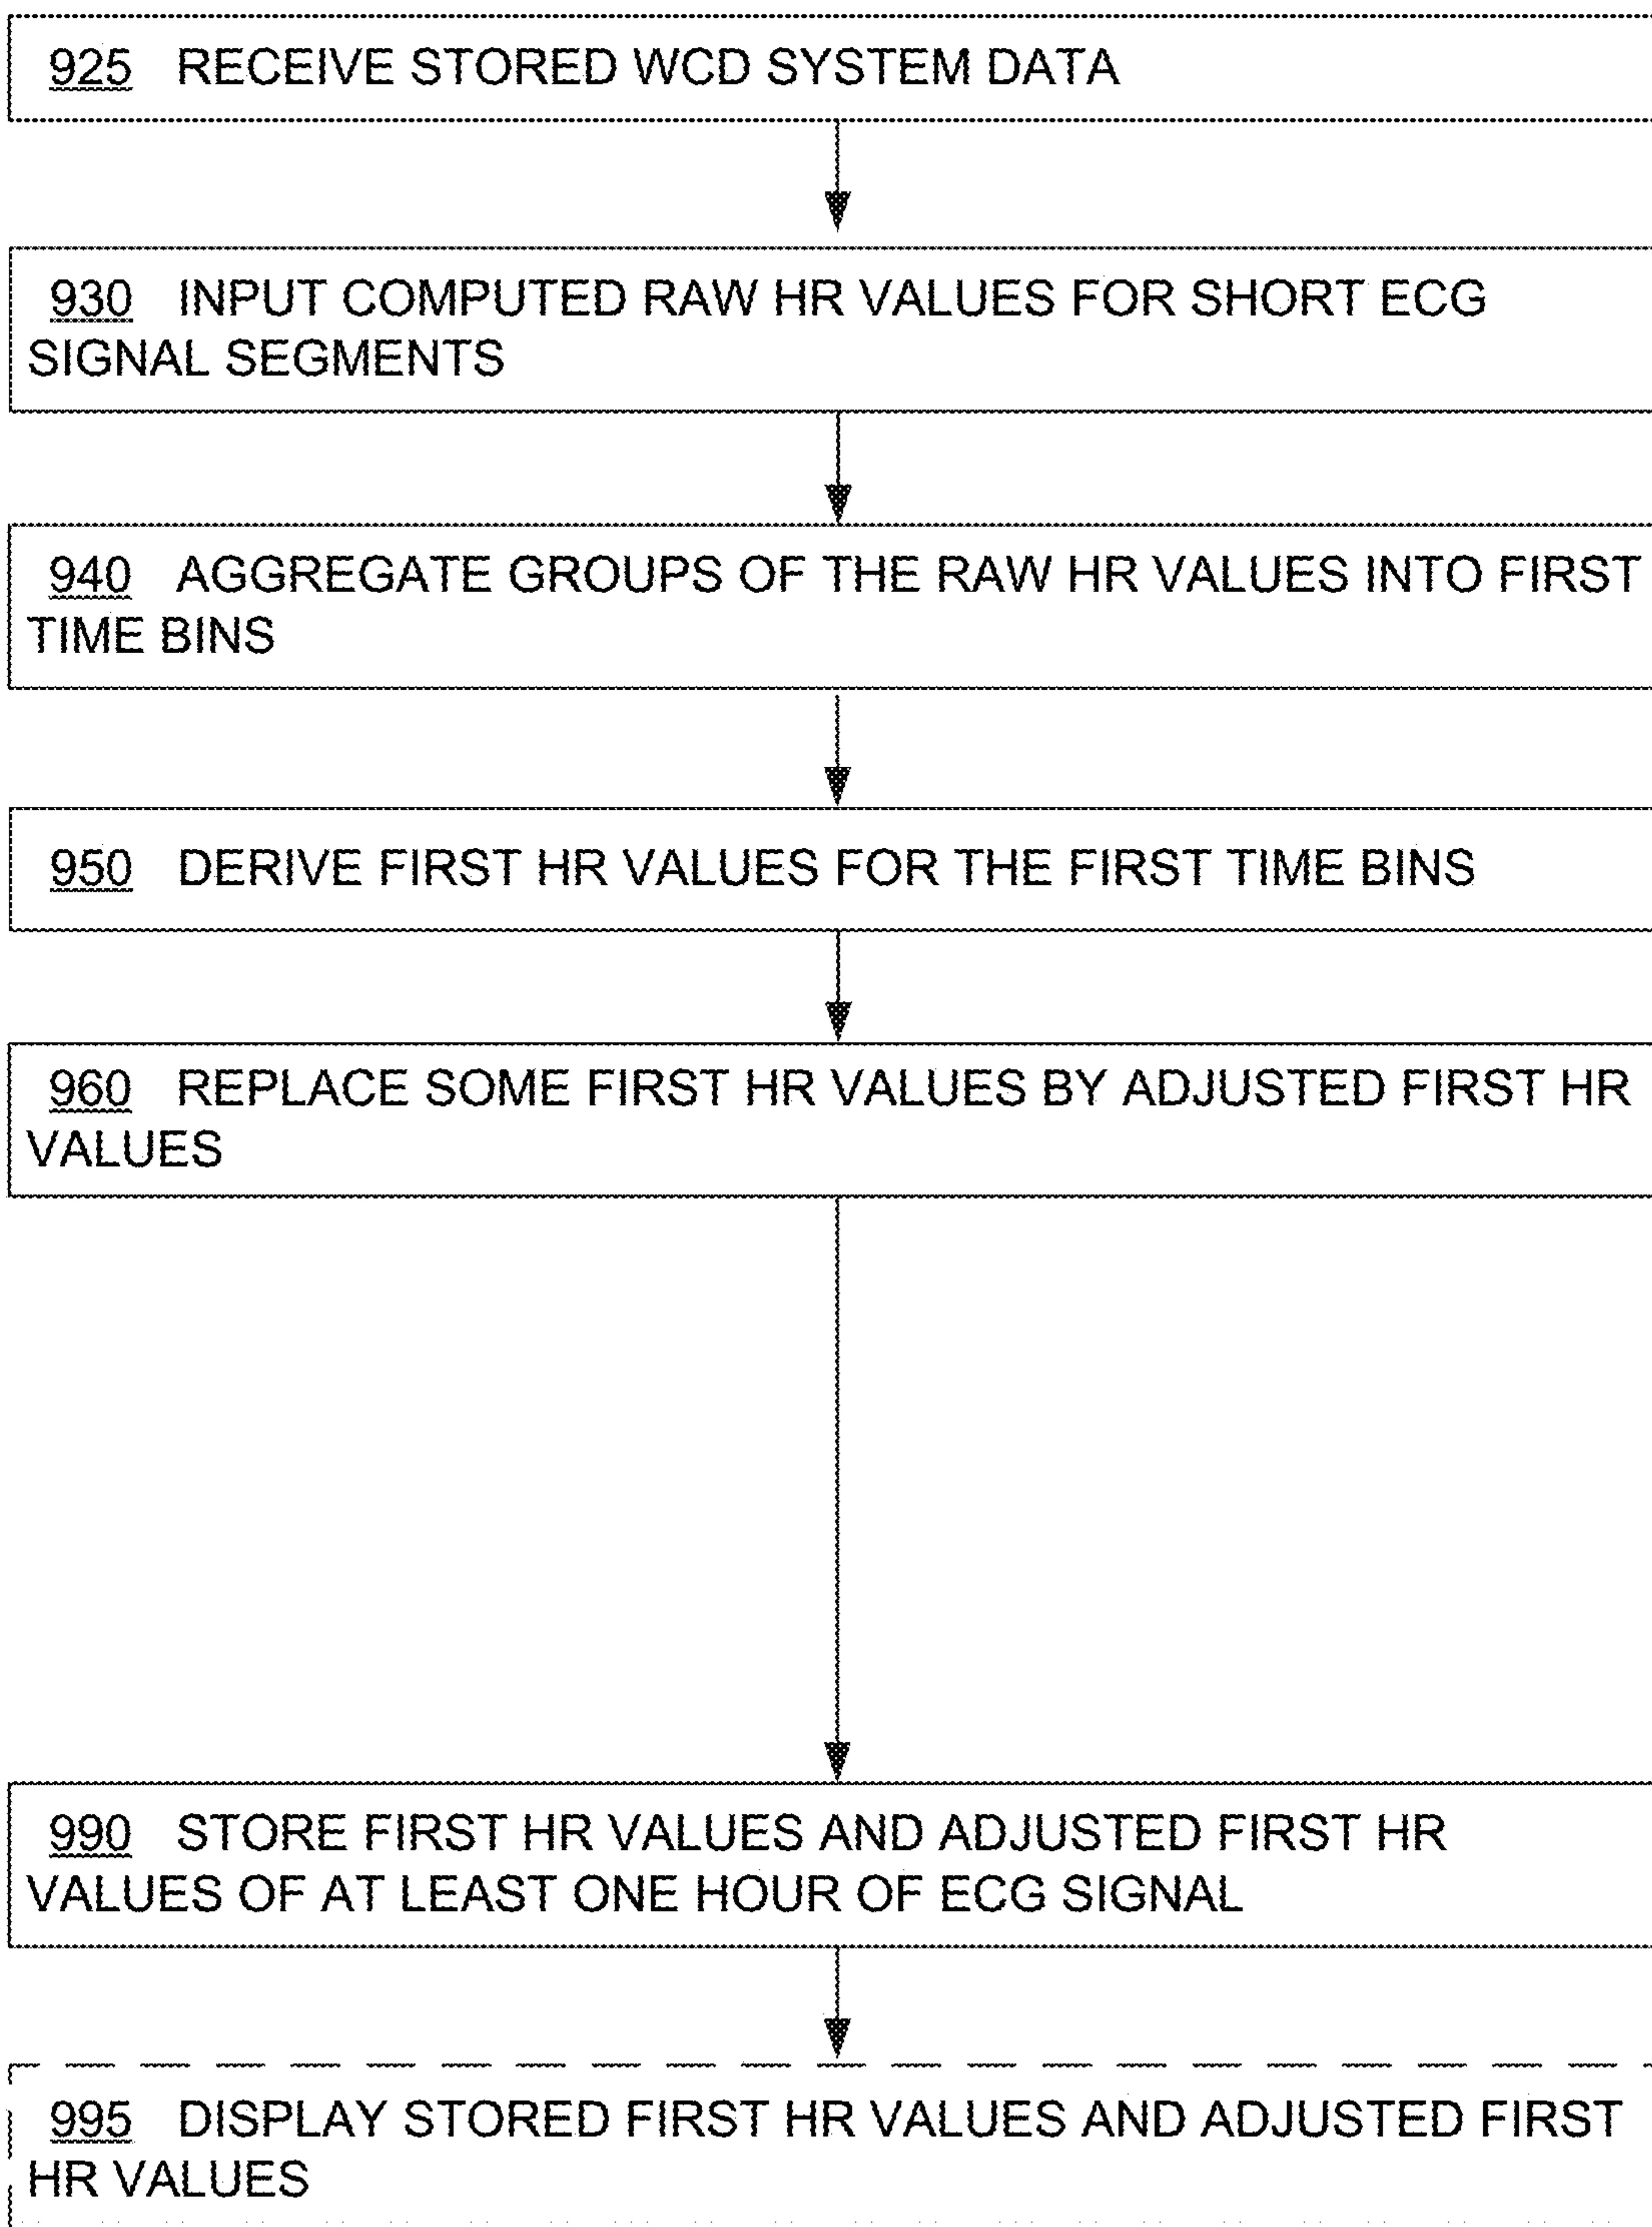 925 RECEIVE STORED WCD SYSTEM DATA
930 INPUT COMPUTED RAW HR VALUES FOR SHORT ECG
SIGNAL SEGMENTS
940 AGGREGATE GROUPS OF THE RAW HR VALUES INTO FIRST
TIME BINS
950 DERIVE FIRST HR VALUES FOR THE FIRST TIME BINS
960 REPLACE SOME FIRST HR VALUES BY ADJUSTED FIRST HR
VALUES
990 STORE FIRST HR VALUES AND ADJUSTED FIRST HR
VALUES OF AT LEAST ONE HOUR OF ECG SIGNAL
995 DISPLAY STORED FIRST HR VALUES AND ADJUSTED FIRST
HR VALUES